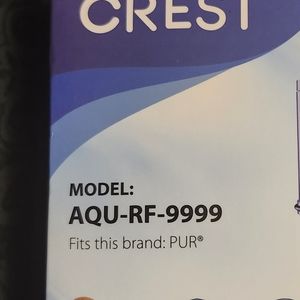 CREST
MODEL:
AQU-RF-9999
Fits this brand: PUR®